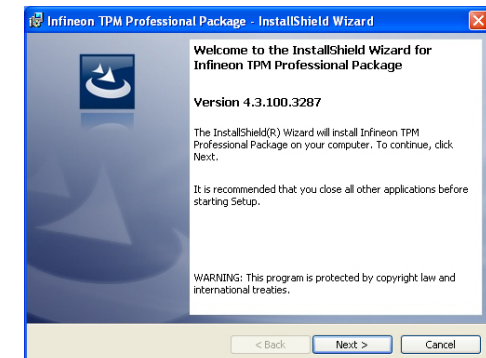 Infineon TPM Professional Package - InstallShield Wizard
Welcome to the InstallShield Wizard for
Infineon TPM Professional Package
Version 4.3.100.3287
The InstallShield(R) Wizard will install Infineon TPM
Professional Package on your computer. To continue, click
Next.
It is recommended that you close all other applications before
starting Setup.
WARNING: This program is protected by copyright law and
international treaties.
< Back
Next >
Cancel